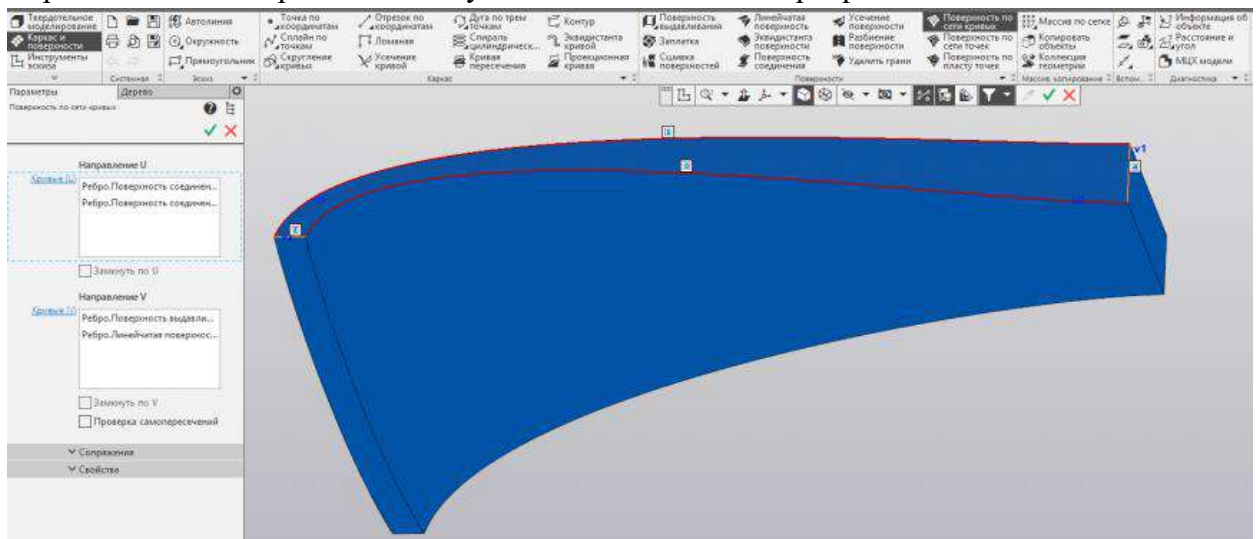 Твердотельное моделирование
Каркас и поверхности
Инструменты эскиза
Системная
Автолиния
Окружность
Прямоугольник
Эскиз
Точка по координатам
Сплайн по точкам
Скругление кривых
Отрезок по координатам
Ломаная
Усечение кривой
Дуга по трем точкам
Спираль цилиндрическ...
Кривая пересечения
Контур
Эквидистанта кривой
Проекционная кривая
Каркас
Поверхность выдавливания
Заплатка
Сшивка поверхностей
Линейчатая поверхность
Эквидистанта поверхности
Поверхность соединения
Усечение поверхности
Разбиение поверхности
Удалить грани
Поверхность по сети кривых
Поверхность по сети точек
Поверхность по пласту точек
Поверхности
Массив по сетке
Копировать объекты
Коллекция геометрии
Массив, копирование
Вспом...
Информация об объекте
Расстояние и угол
МЦХ модели
Диагностика
Параметры
Дерево
Поверхность по сети кривых
Направление U
Кривые U
Ребро.Поверхность соединен...
Ребро.Поверхность соединен...
Замкнуть по U
Направление V
Кривые V
Ребро.Поверхность выдавли...
Ребро.Линейчатая поверхнос...
Замкнуть по V
Проверка самопересечений
Сопряжения
Свойства
v1